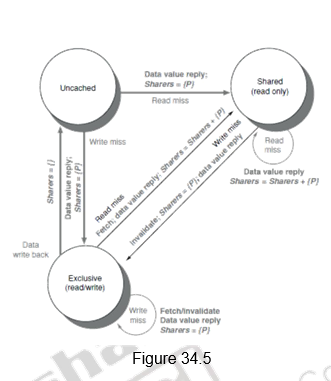 Uncached
Data value reply;
Sharers = {P}
Read miss
Shared
(read only)
Write miss
Read
miss
Data value reply
Sharers = Sharers + {P}
Sharers = {}
Data value reply;
Sharers = {P}
Read miss
Fetch; data value reply; Sharers = Sharers + {P}
Write miss
Invalidate; Sharers = {P}; data value reply
Data
write back
Exclusive
(read/write)
Write
miss
Fetch/Invalidate
Data value reply
Sharers = {P}
Figure 34.5